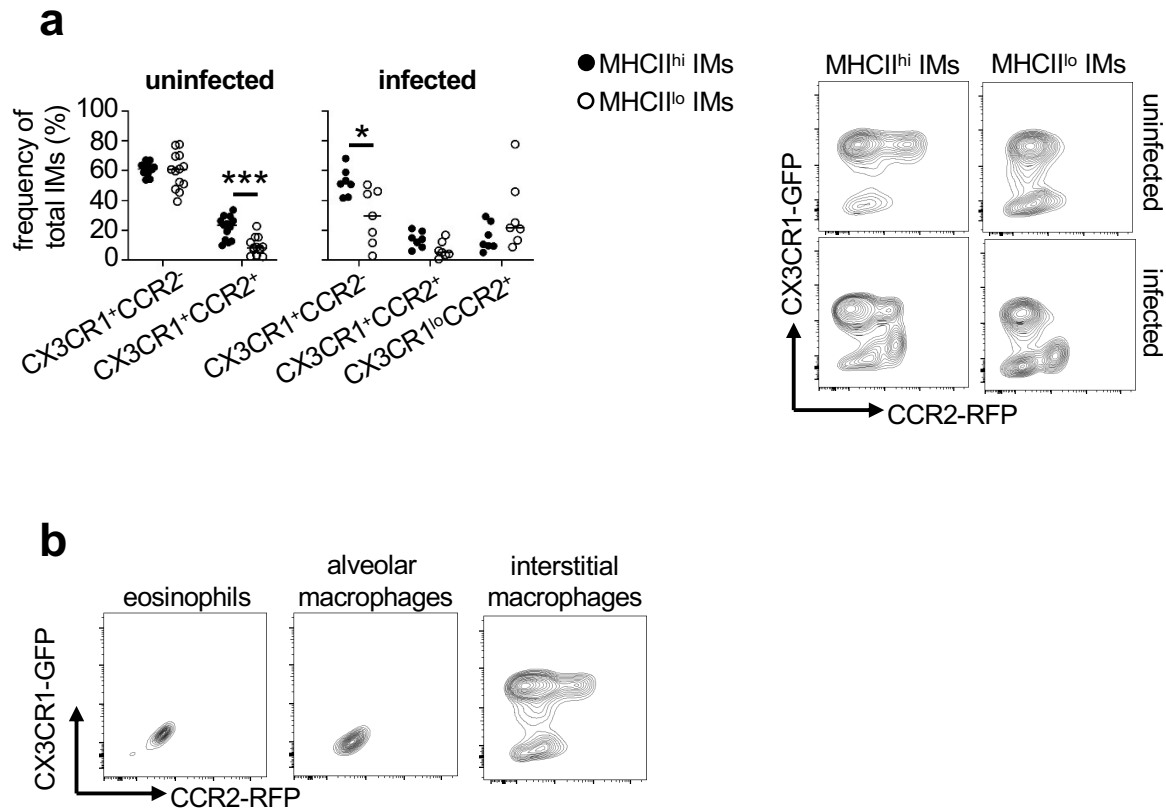 a
uninfected
infected
frequency of
total IMs (%)
100
80
60
40
20
0
***
*
CX3CR1⁺CCR2⁻
CX3CR1⁺CCR2⁺
CX3CR1⁺CCR2⁻
CX3CR1⁺CCR2⁺
CX3CR1ˡᵒCCR2⁺
MHCIIʰⁱ IMs
MHCIIˡᵒ IMs
MHCIIʰⁱ IMs
MHCIIˡᵒ IMs
uninfected
infected
CX3CR1-GFP
CCR2-RFP
b
eosinophils
alveolar
macrophages
interstitial
macrophages
CX3CR1-GFP
CCR2-RFP